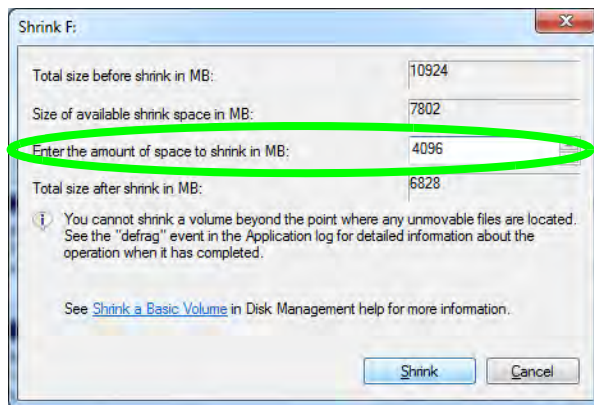 Shrink F:
Total size before shrink in MB: 10924
Size of available shrink space in MB: 7802
Enter the amount of space to shrink in MB: 4096
Total size after shrink in MB: 6828
You cannot shrink a volume beyond the point where any unmovable files are located.
See the "defrag" event in the Application log for detailed information about the
operation when it has completed.
See Shrink a Basic Volume in Disk Management help for more information.
Shrink Cancel